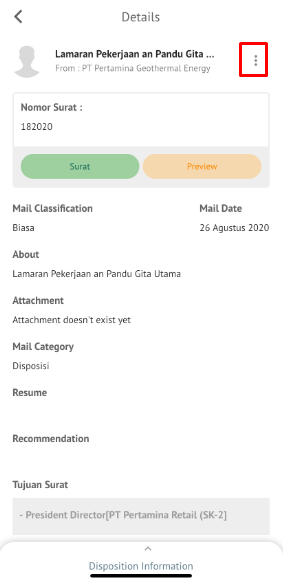 Details
Lamaran Pekerjaan an Pandu Gita ...
From : PT Pertamina Geothermal Energy
Nomor Surat :
182020
Surat Preview
Mail Classification Mail Date
Biasa 26 Agustus 2020
About
Lamaran Pekerjaan an Pandu Gita Utama
Attachment
Attachment doesn't exist yet
Mail Category
Disposisi
Resume
Recommendation
Tujuan Surat
- President Director[PT Pertamina Retail (SK-2]
Disposition Information